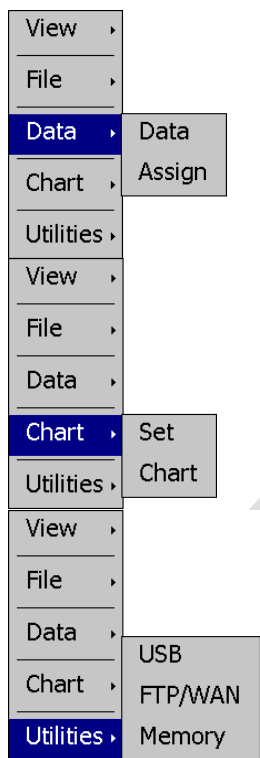 View
File
Data
Data
Assign
Chart
Utilities
View
File
Data
Chart
Set
Chart
Utilities
View
File
Data
USB
Chart
FTP/WAN
Utilities
Memory